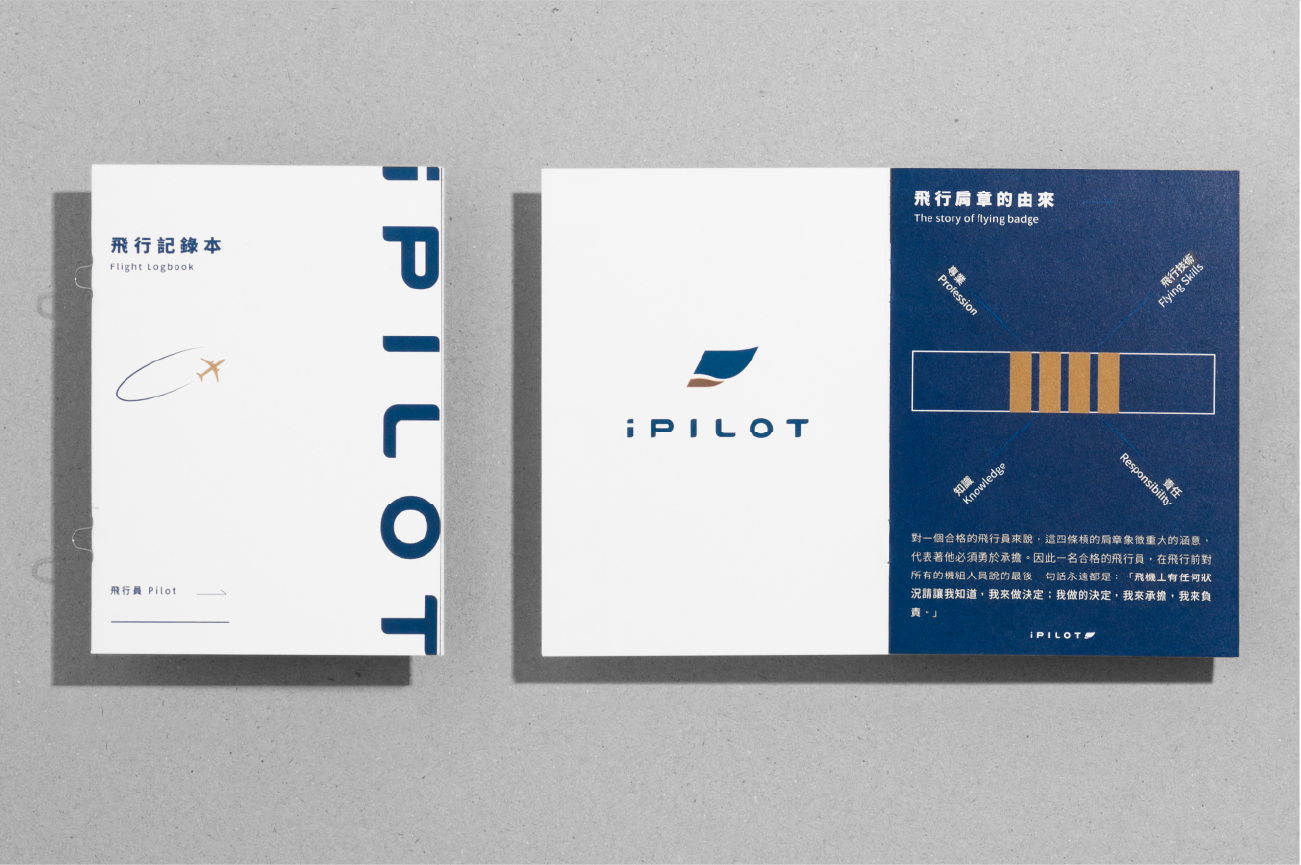 飛行記錄本
Flight Logbook
飛行員 Pilot
iPILOT
iPILOT
飛行肩章的由來
The story of flying badge
專業
Profession
飛行技術
Flying Skills
知識
Knowledge
責任
Responsibility
對一個合格的飛行員來說，這四條槓的肩章象徵重大的涵意，
代表著他必須勇於承擔。因此一名合格的飛行員，在飛行前對
所有的機組人員說的最後一句話永遠都是：「飛機上有任何狀
況請讓我知道，我來做決定；我做的決定，我來承擔，我來負
責。」
iPILOT